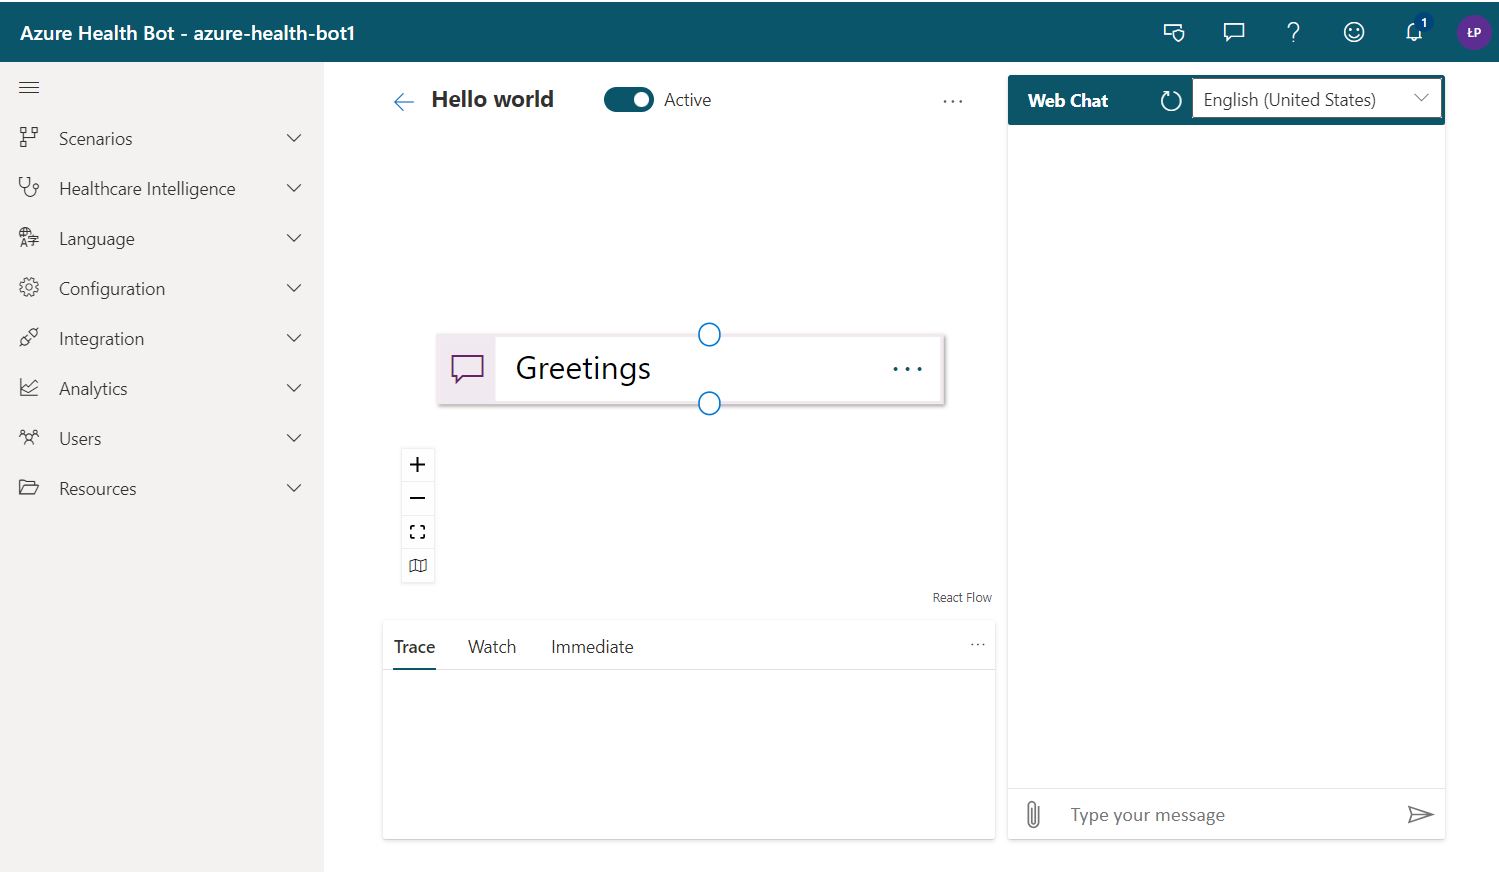 Azure Health Bot - azure-health-bot1
1
ŁP
Scenarios
Healthcare Intelligence
Language
Configuration
Integration
Analytics
Users
Resources
Hello world
Active
Greetings
React Flow
Trace
Watch
Immediate
Web Chat
English (United States)
Type your message